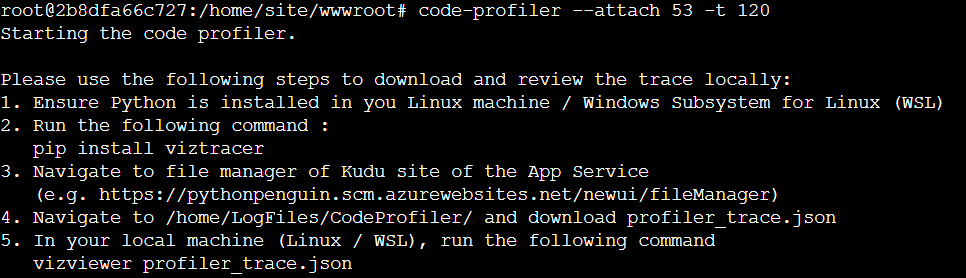 root@2b8dfa66c727:/home/site/wwwroot# code-profiler --attach 53 -t 120
Starting the code profiler.
Please use the following steps to download and review the trace locally:
1. Ensure Python is installed in you Linux machine / Windows Subsystem for Linux (WSL)
2. Run the following command :
pip install viztracer
3. Navigate to file manager of Kudu site of the App Service
(e.g. https://pythonpenguin.scm.azurewebsites.net/newui/fileManager)
4. Navigate to /home/LogFiles/CodeProfiler/ and download profiler_trace.json
5. In your local machine (Linux / WSL), run the following command
vizviewer profiler_trace.json